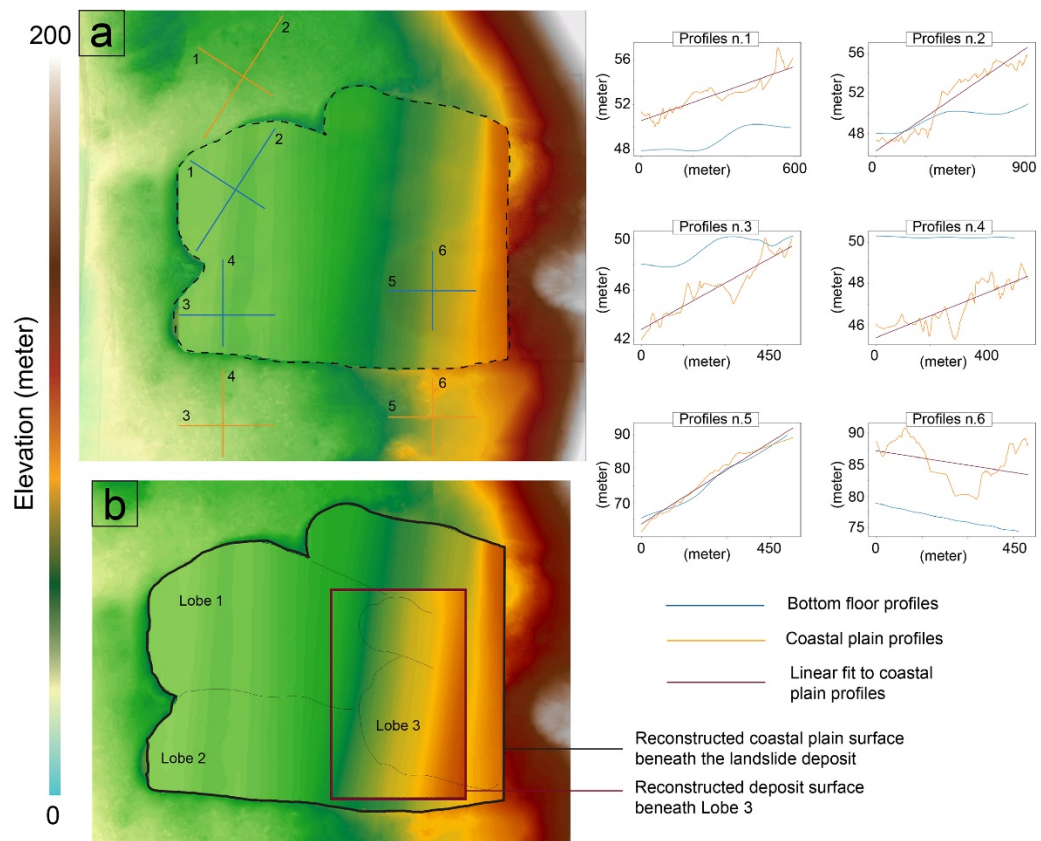 200
Elevation (meter)
0
a
1
2
1
2
4
3
6
5
4
3
6
5
b
Lobe 1
Lobe 2
Lobe 3
Profiles n.1
(meter)
56
52
48
0
(meter)
600
Profiles n.2
(meter)
56
52
48
0
(meter)
900
Profiles n.3
(meter)
50
46
42
0
(meter)
450
Profiles n.4
(meter)
50
48
46
0
(meter)
400
Profiles n.5
(meter)
90
80
70
0
(meter)
450
Profiles n.6
(meter)
90
85
80
75
0
(meter)
450
Bottom floor profiles
Coastal plain profiles
Linear fit to coastal
plain profiles
Reconstructed coastal plain surface
beneath the landslide deposit
Reconstructed deposit surface
beneath Lobe 3